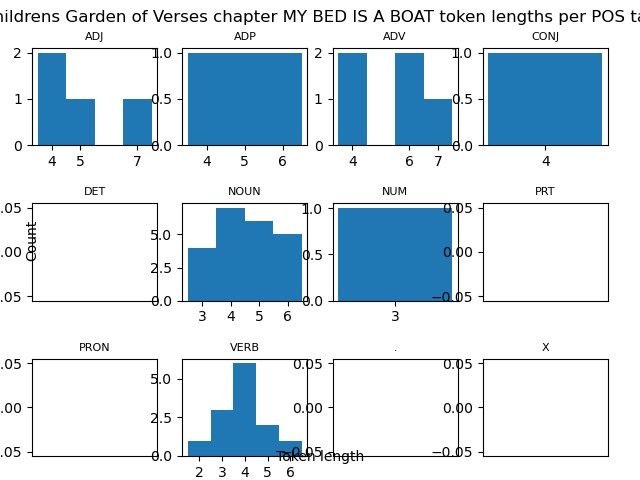 hildrens Garden of Verses chapter MY BED IS A BOAT token lengths per POS ta
ADJ ADP ADV CONJ
2 1.0 2 1.0
1 0.5 1 0.5
0 0.0 0 0.0
4 5 7 4 5 6 4 6 7 4
DET NOUN NUM PRT
.05 5.0 1.0 0.05
0.00 2.5 0.5 0.00
.05 0.0 0.0 −0.05
3 4 5 6 3
Count
PRON VERB . X
.05 5.0 0.05 0.05
0.00 2.5 0.00 0.00
.05 0.0 −0.05 −0.05
2 3 4 5 6
Token length